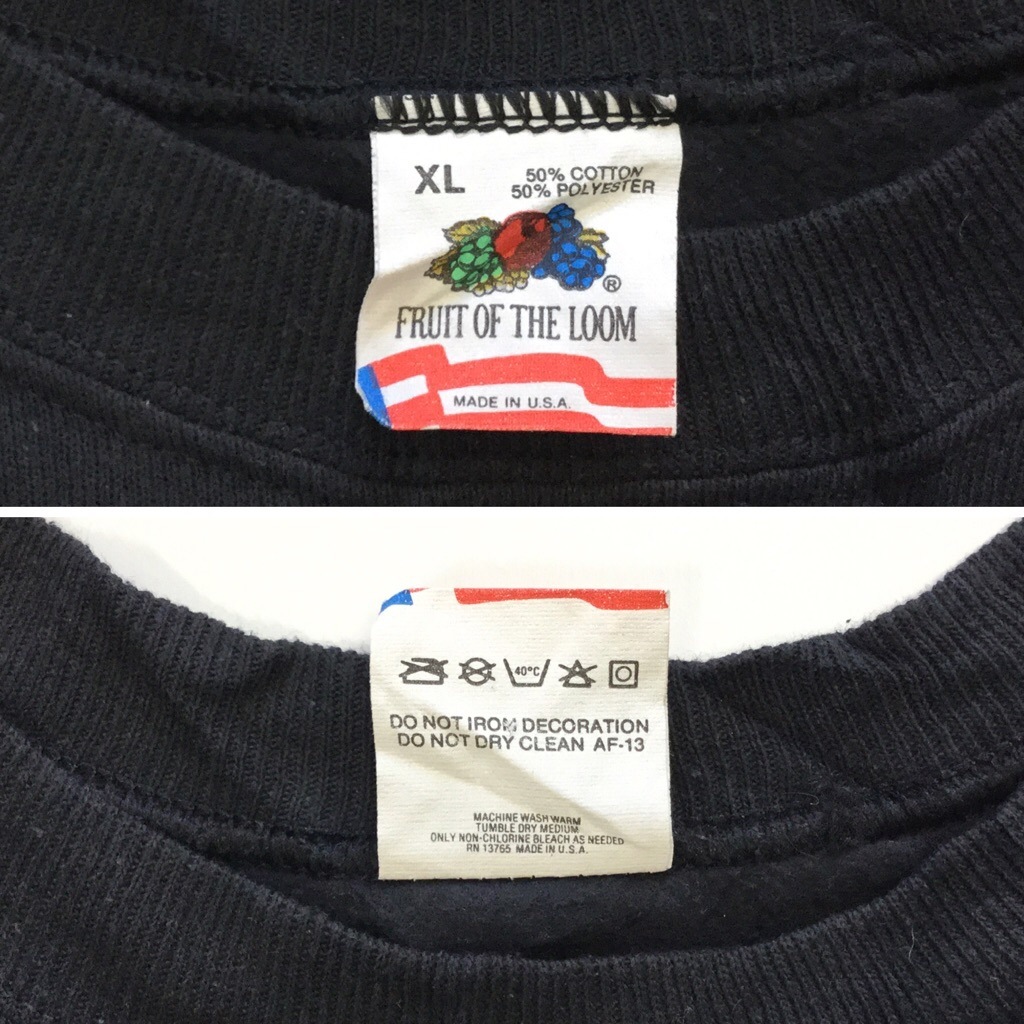 XL
50% COTTON
50% POLYESTER
®
FRUIT OF THE LOOM
MADE IN U.S.A.
40°C
DO NOT IRON DECORATION
DO NOT DRY CLEAN AF-13
MACHINE WASH WARM
TUMBLE DRY MEDIUM
ONLY NON-CHLORINE BLEACH AS NEEDED
RN 13765 MADE IN U.S.A.